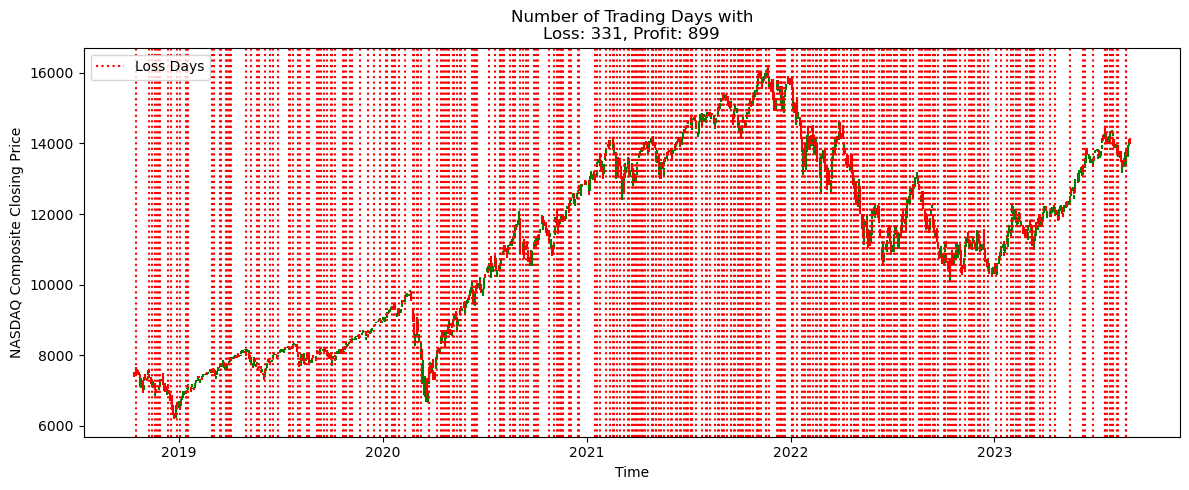 Number of Trading Days with
Loss: 331, Profit: 899
Loss Days
NASDAQ Composite Closing Price
16000
14000
12000
10000
8000
6000
2019
2020
2021
2022
2023
Time